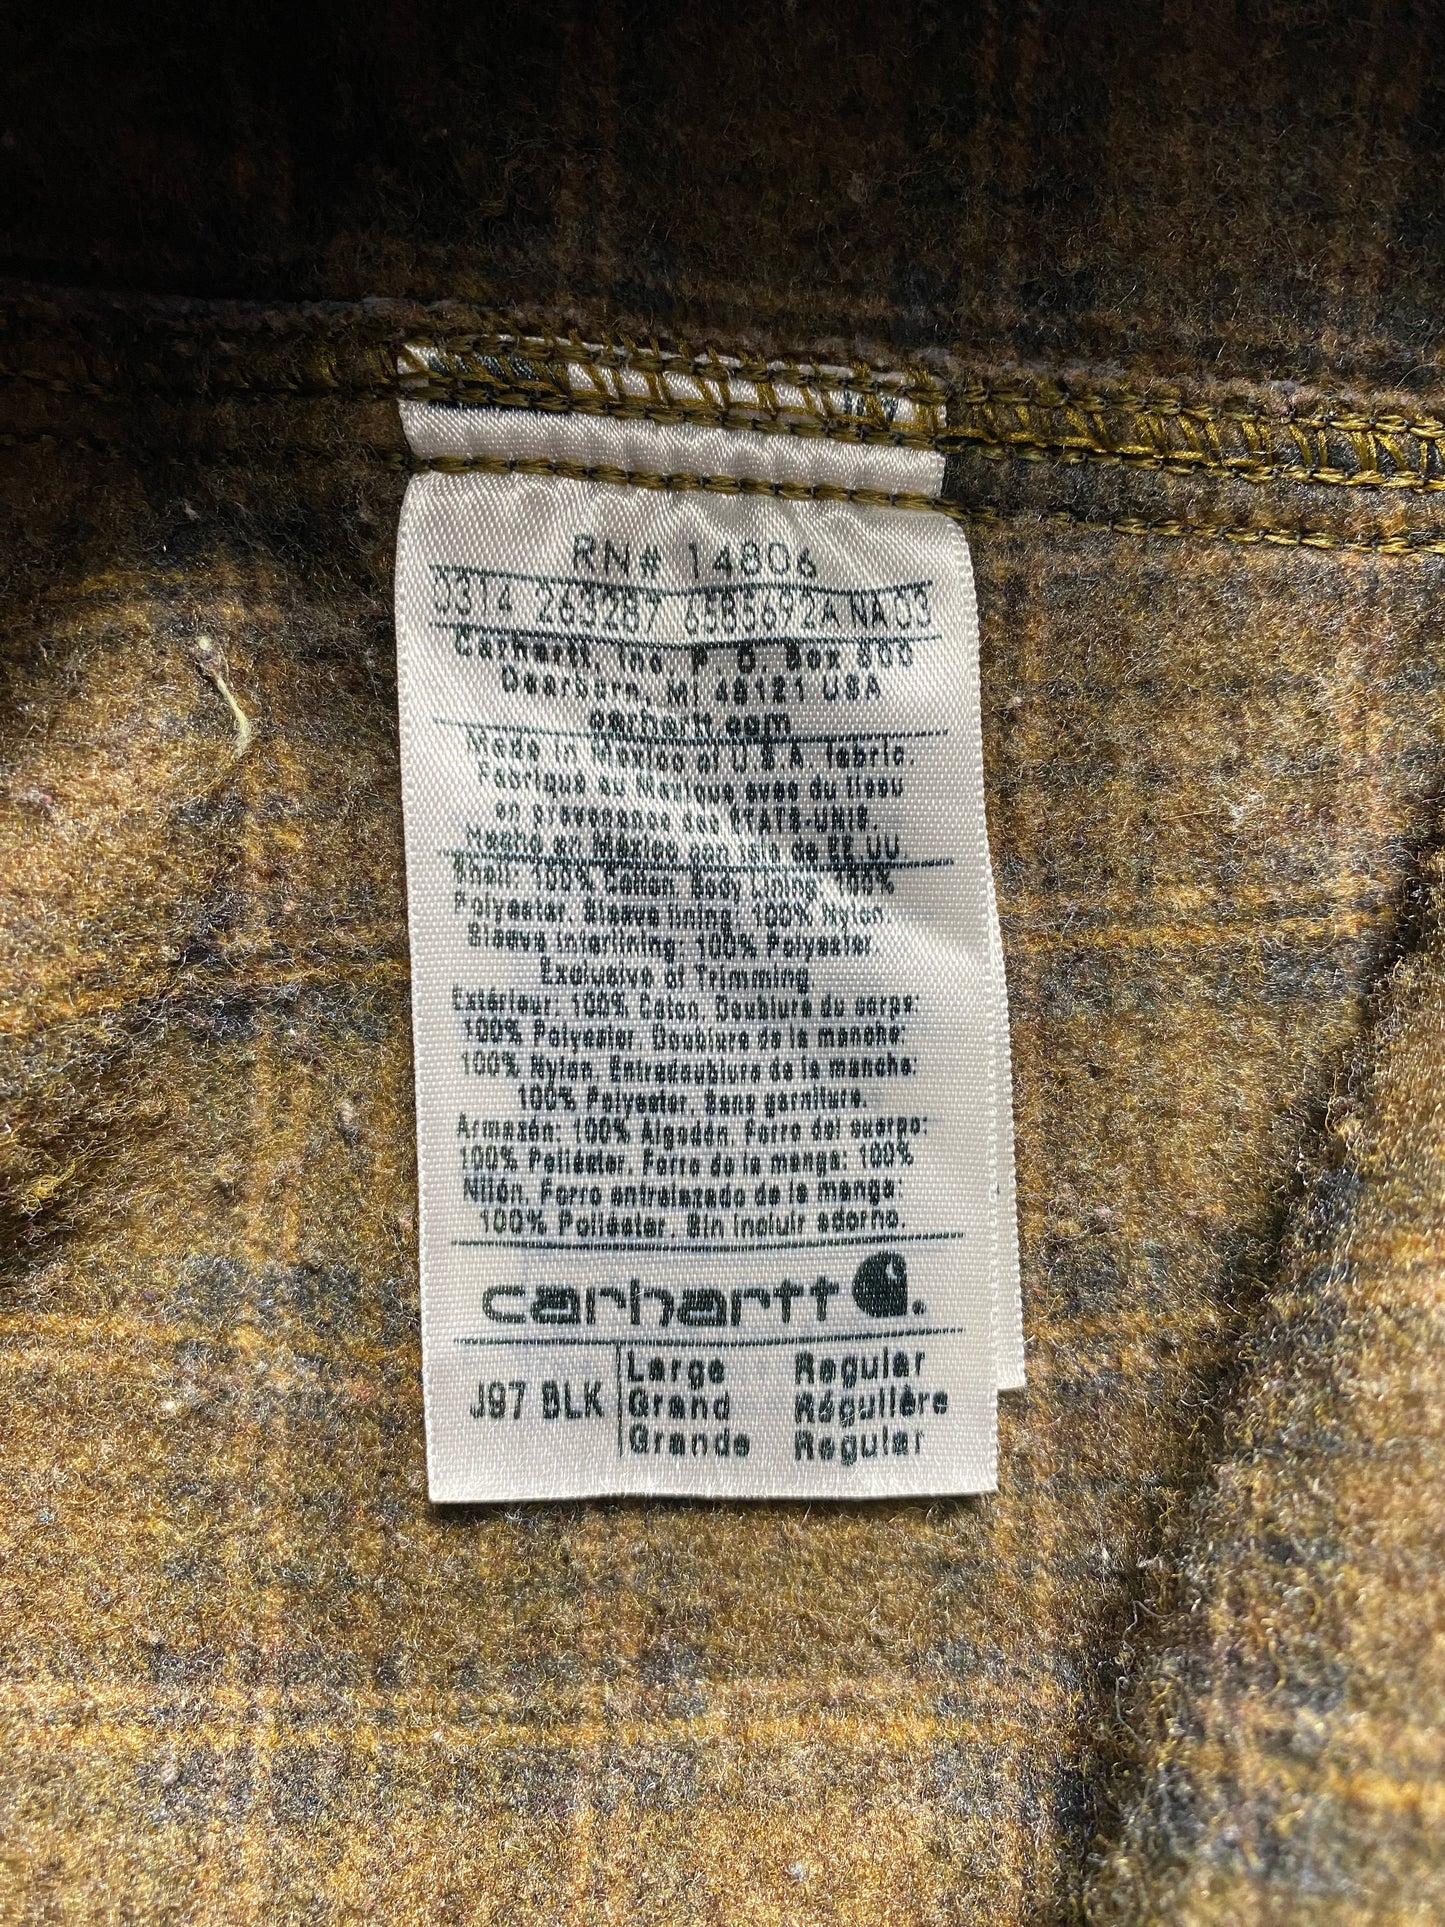 RN# 14806
0314 263287 6585692A NA 03
Carhartt, Inc. P. O. Box 600
Dearborn, MI 48121 USA
carhartt.com
Made in Mexico of U.S.A. fabric.
Fabriqué au Mexique avec du tissu
en provenance des ÉTATS-UNIS.
Hecho en México con tela de EE.UU
Shell: 100% Cotton. Body Lining: 100%
Polyester. Sleeve lining: 100% Nylon.
Sleeve interlining: 100% Polyester
Exclusive of Trimming
Extérieur: 100% Coton. Doublure du corps:
100% Polyester. Doublure de la manche:
100% Nylon. Entredoublure de la manche:
100% Polyester. Sans garniture.
Armazón: 100% Algodón. Forro del cuerpo:
100% Poliéster. Forro de la manga: 100%
Nilón. Forro entrelazado de la manga:
100% Poliéster. Sin incluir adorno.
carhartt
J97 BLK Large Regular
Grand Régulière
Grande Regular